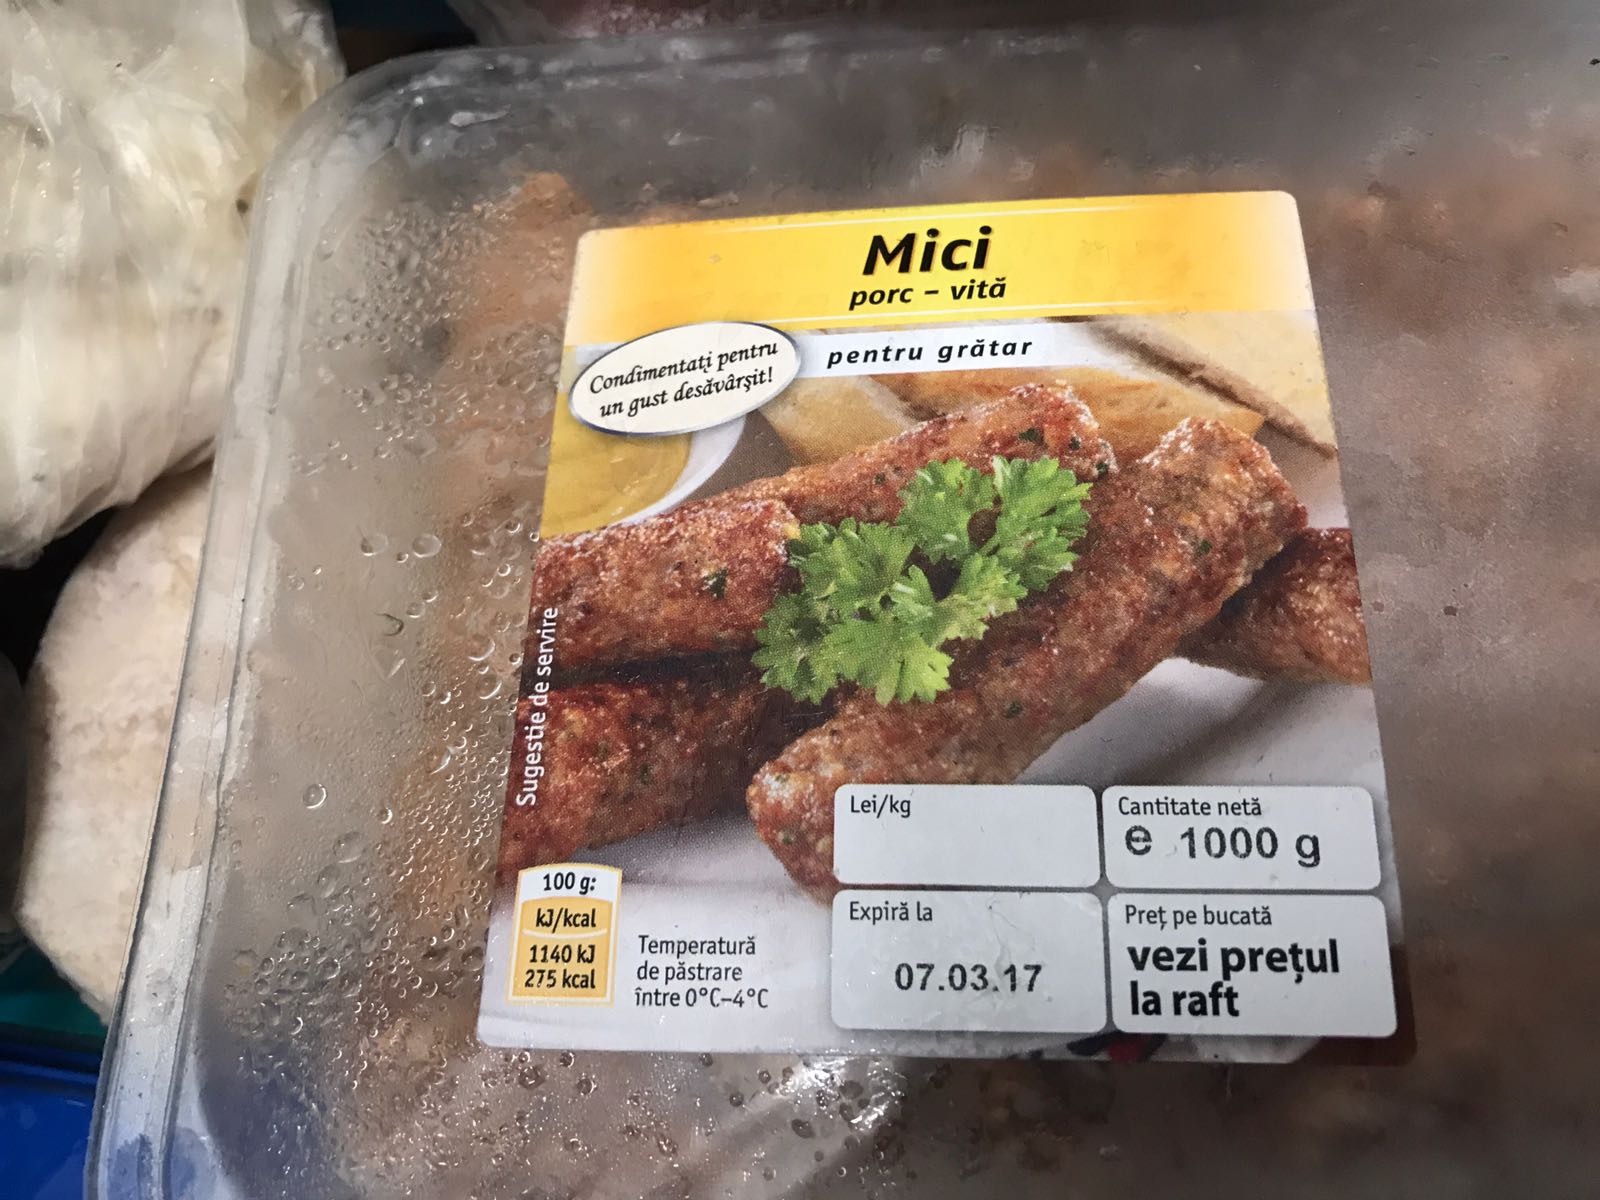 Mici
porc – vită
pentru grătar
Condimentați pentru
un gust desăvârşit!
Sugestie de servire
100 g:
kJ/kcal
1140 kJ
275 kcal
Temperatură
de păstrare
între 0°C–4°C
Lei/kg
Cantitate netă
e 1000 g
Expiră la
07.03.17
Preț pe bucată
vezi prețul
la raft